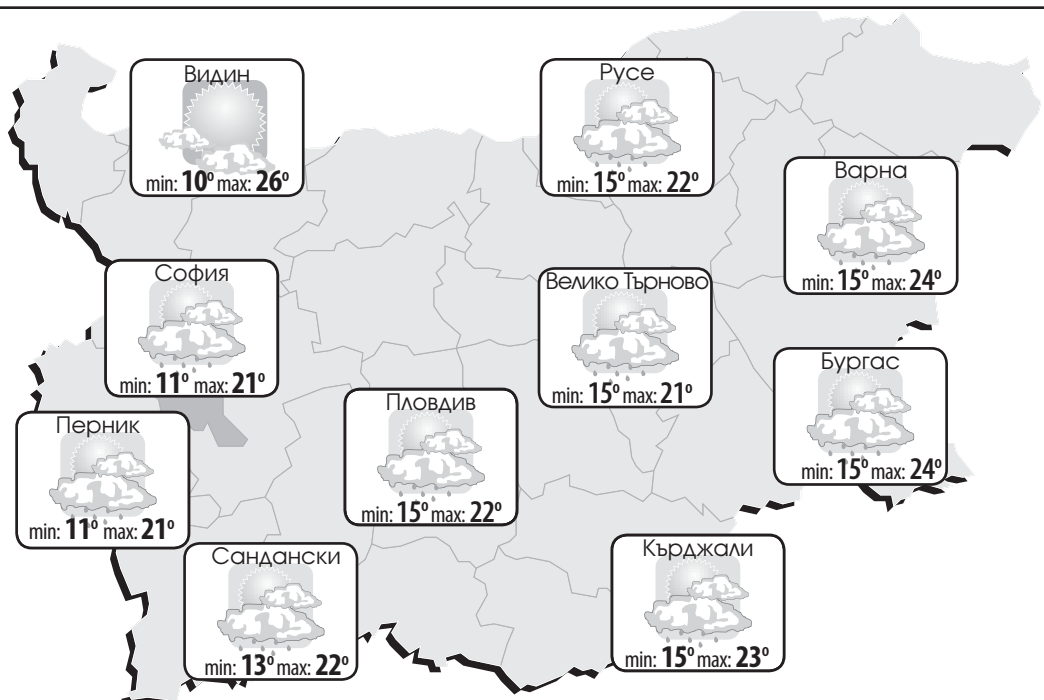 Видин
min: 10° max: 26°
Русе
min: 15° max: 22°
Варна
min: 15° max: 24°
София
min: 11° max: 21°
Велико Търново
min: 15° max: 21°
Бургас
min: 15° max: 24°
Пловдив
min: 15° max: 22°
Перник
min: 11° max: 21°
Сандански
min: 13° max: 22°
Кърджали
min: 15° max: 23°